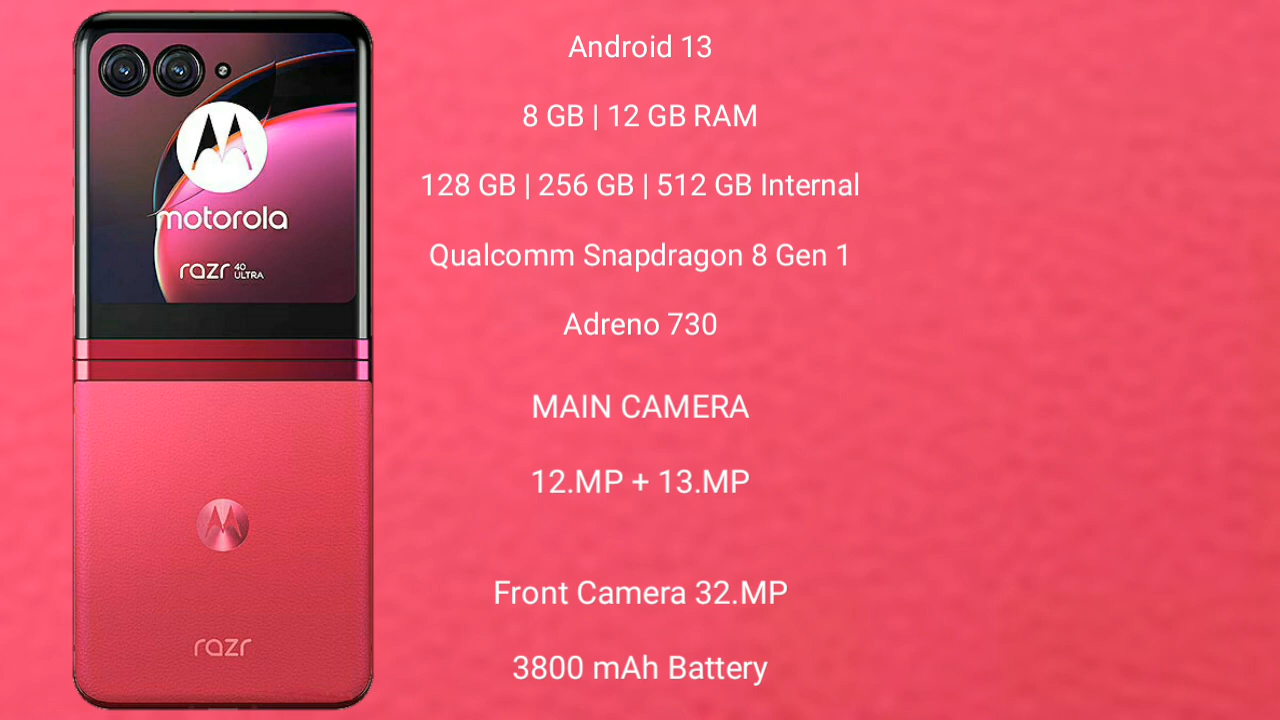 motorola
razr 40 ULTRA
razr
Android 13
8 GB | 12 GB RAM
128 GB | 256 GB | 512 GB Internal
Qualcomm Snapdragon 8 Gen 1
Adreno 730
MAIN CAMERA
12.MP + 13.MP
Front Camera 32.MP
3800 mAh Battery